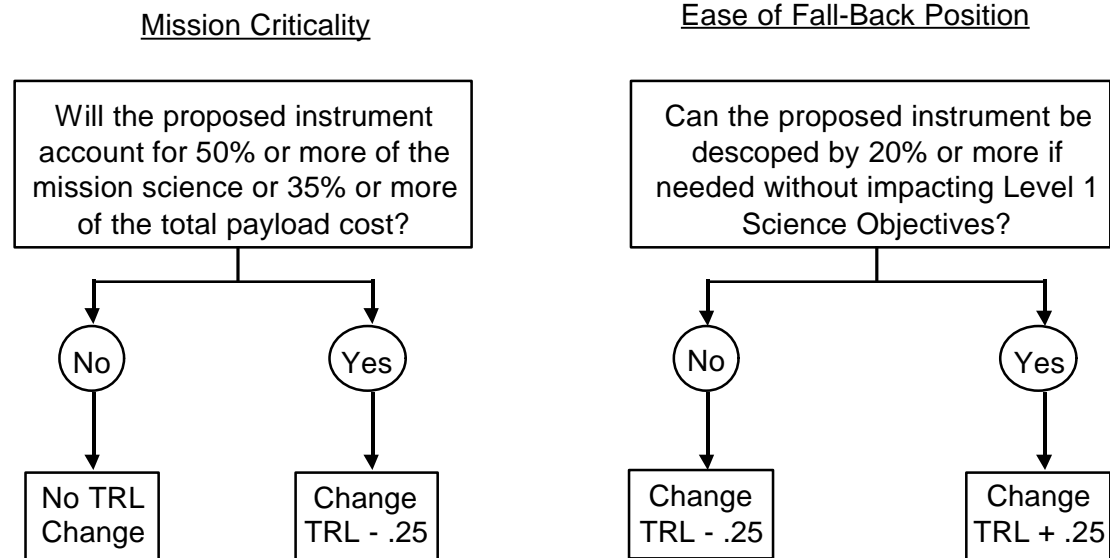 Mission Criticality
Will the proposed instrument
account for 50% or more of the
mission science or 35% or more
of the total payload cost?
No
Yes
No TRL
Change
Change
TRL - .25
Ease of Fall-Back Position
Can the proposed instrument be
descoped by 20% or more if
needed without impacting Level 1
Science Objectives?
No
Yes
Change
TRL - .25
Change
TRL + .25